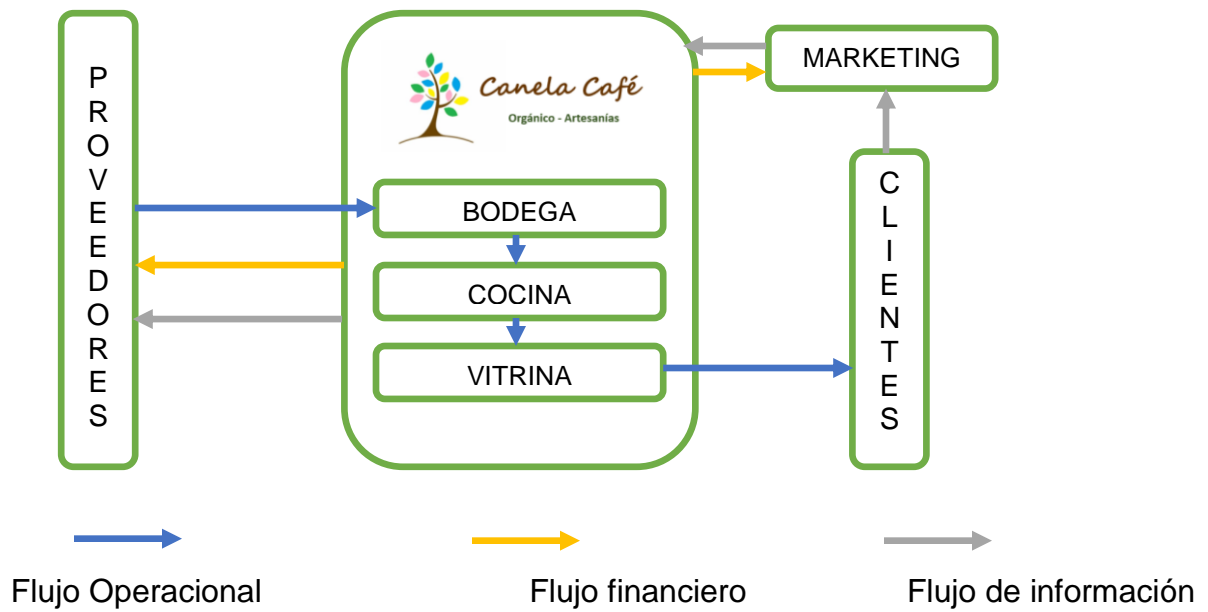 PROVEEDORES
Canela Café
Orgánico - Artesanías
BODEGA
COCINA
VITRINA
MARKETING
CLIENTES
Flujo Operacional
Flujo financiero
Flujo de información